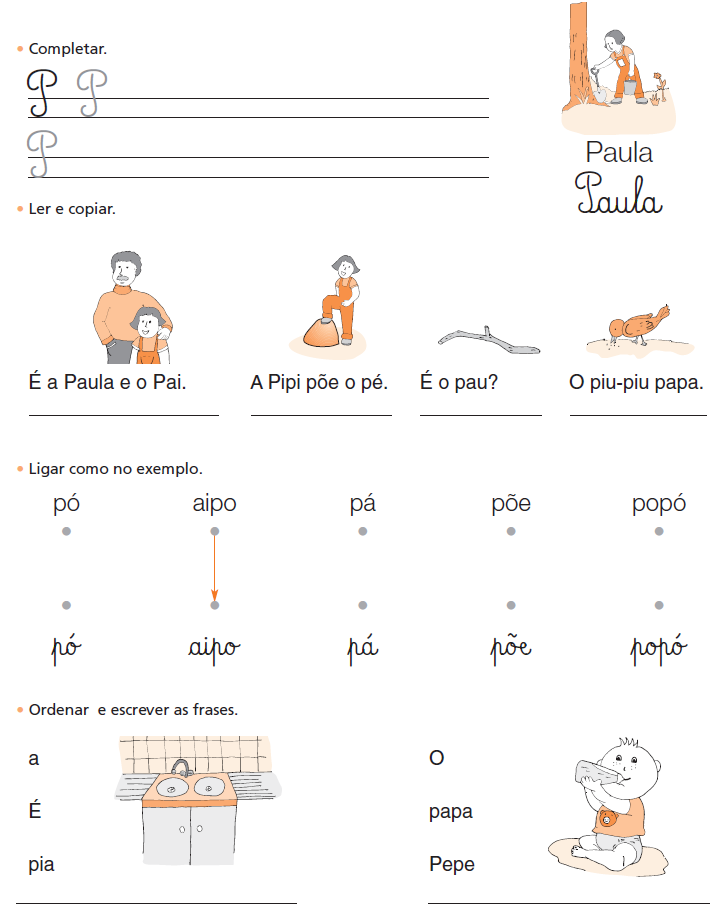 • Completar.
P P
P
Paula
Paula
• Ler e copiar.
É a Paula e o Pai.
A Pipi põe o pé.
É o pau?
O piu-piu papa.
• Ligar como no exemplo.
pó aipo pá põe popó
pó aipo pá põe popó
• Ordenar e escrever as frases.
a
É
pia
O
papa
Pepe